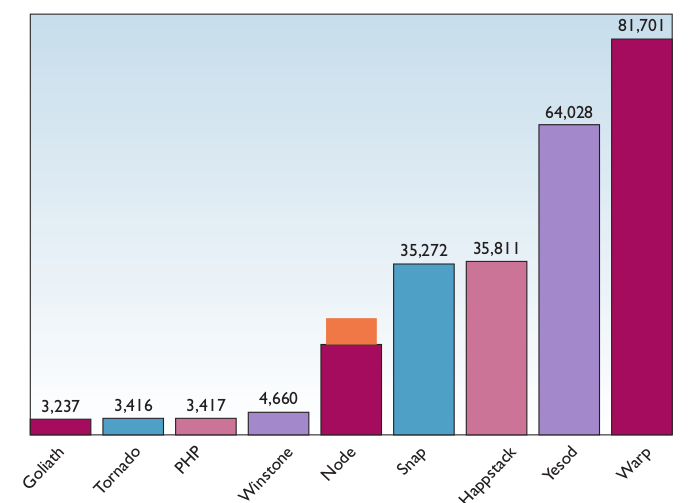 81,701
64,028
35,272
35,811
3,237
3,416
3,417
4,660
Goliath
Tornado
PHP
Winstone
Node
Snap
Happstack
Yesod
Warp